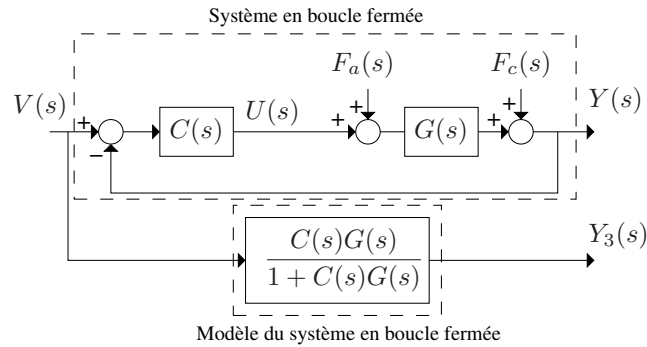 Système en boucle fermée
F_a(s) F_c(s)
V(s) U(s) Y(s)
+ − C(s) + + G(s) + +
C(s)G(s)
1 + C(s)G(s)
Y_3(s)
Modèle du système en boucle fermée